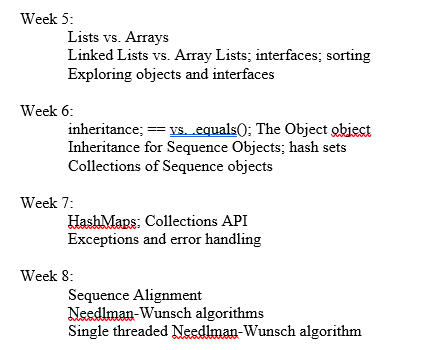 Week 5:
Lists vs. Arrays
Linked Lists vs. Array Lists; interfaces; sorting
Exploring objects and interfaces
Week 6:
inheritance; == vs. .equals(); The Object object
Inheritance for Sequence Objects; hash sets
Collections of Sequence objects
Week 7:
HashMaps; Collections API
Exceptions and error handling
Week 8:
Sequence Alignment
Needlman-Wunsch algorithms
Single threaded Needlman-Wunsch algorithm